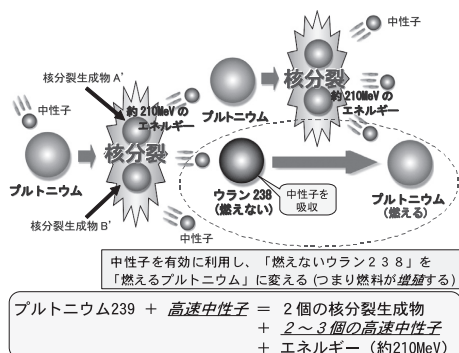 中性子
核分裂
約210MeVの
エネルギー
プルトニウム
核分裂生成物 A'
中性子
約210MeVの
エネルギー
核分裂
プルトニウム
ウラン238
(燃えない)
中性子を
吸収
プルトニウム
(燃える)
核分裂生成物 B'
中性子
中性子を有効に利用し、「燃えないウラン238」を
「燃えるプルトニウム」に変える(つまり燃料が増殖する)
プルトニウム239 + 高速中性子 = 2個の核分裂生成物
+ 2～3個の高速中性子
+ エネルギー(約210MeV)